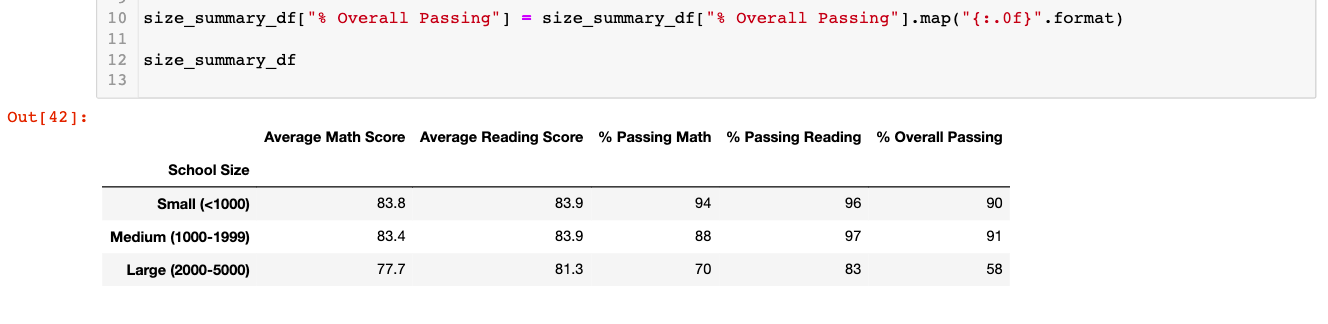 10 size_summary_df["% Overall Passing"] = size_summary_df["% Overall Passing"].map("{:.0f}".format)
11
12 size_summary_df
13
Out[42]:
Average Math Score Average Reading Score % Passing Math % Passing Reading % Overall Passing
School Size
Small (<1000) 83.8 83.9 94 96 90
Medium (1000-1999) 83.4 83.9 88 97 91
Large (2000-5000) 77.7 81.3 70 83 58